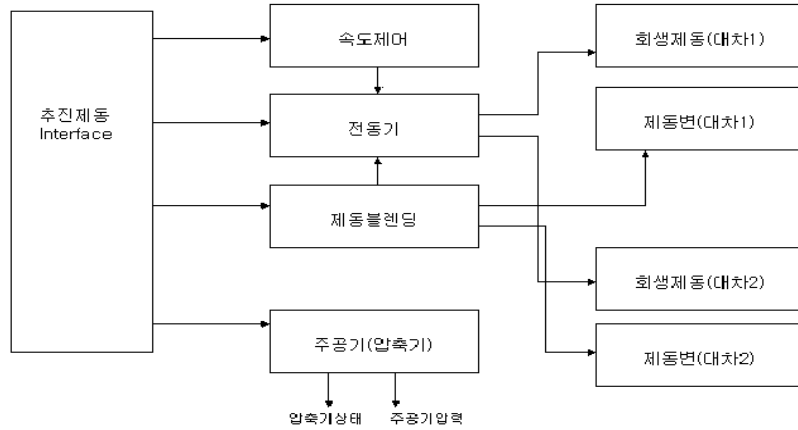 속도제어
회생제동(대차1)
추진제동
Interface
전동기
제동변(대차1)
제동블렌딩
회생제동(대차2)
주공기(압축기)
제동변(대차2)
압축기상태
주공기압력